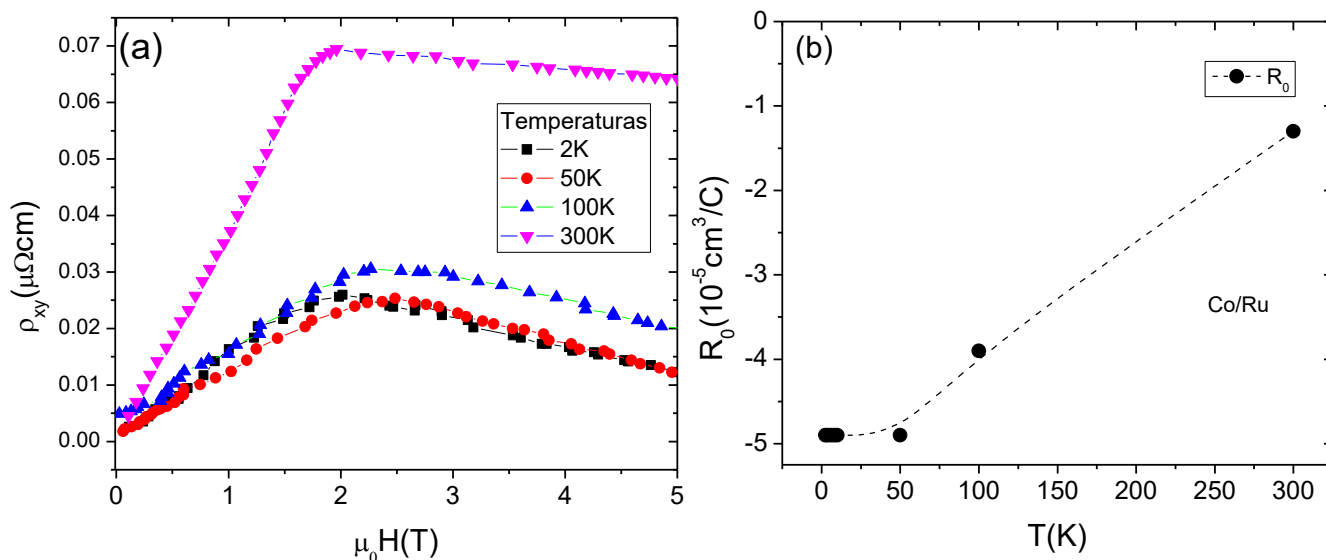 (a)
0.07
0.06
0.05
0.04
0.03
0.02
0.01
0.00
ρxy(μΩcm)
Temperaturas
2K
50K
100K
300K
0 1 2 3 4 5
μ0H(T)
(b)
0
-1
-2
-3
-4
-5
R0(10-5cm3/C)
R0
Co/Ru
0 50 100 150 200 250 300
T(K)